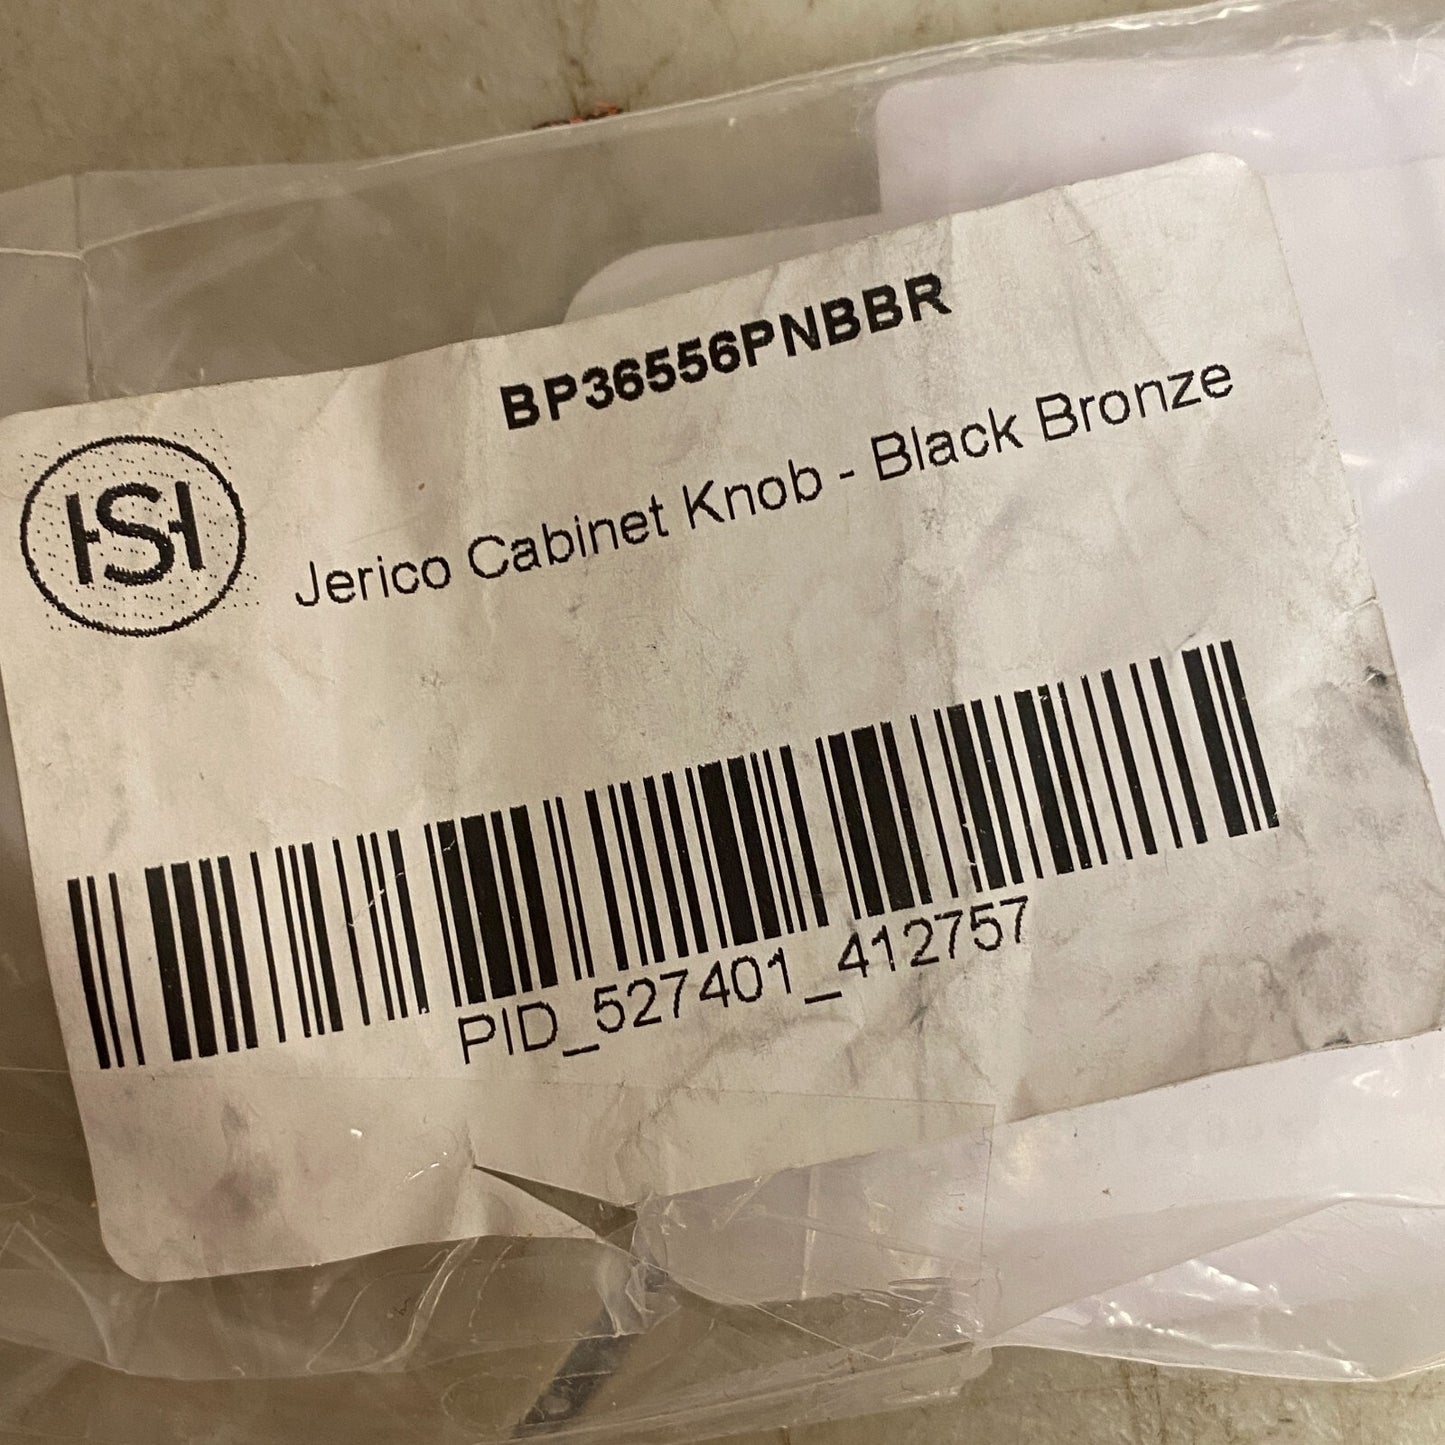 BP36556PNBBR
HSH
Jerico Cabinet Knob - Black Bronze
PID_527401_412757